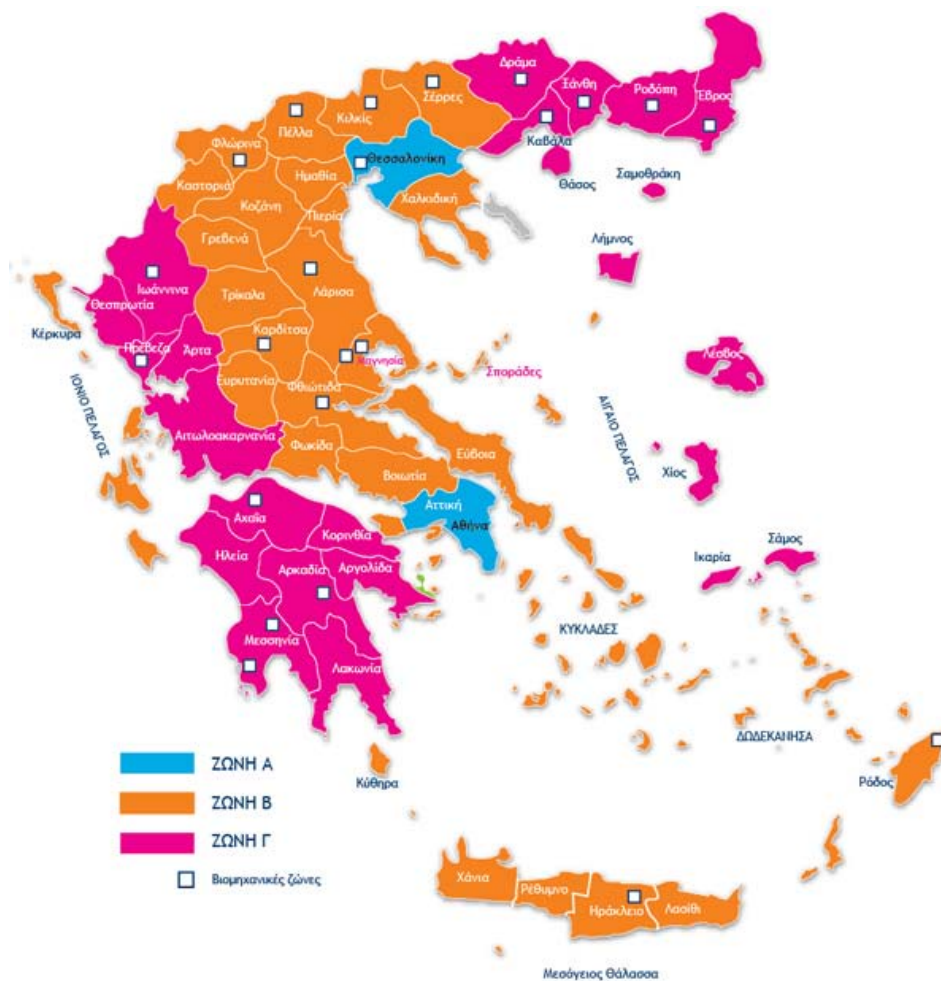 Δράμα
Ξάνθη
Ροδόπη
Έβρος
Σέρρες
Κιλκίς
Πέλλα
Καβάλα
Φλώρινα
Θεσσαλονίκη
Θάσος
Σαμοθράκη
Ημαθία
Καστοριά
Κοζάνη
Χαλκιδική
Πιερία
Γρεβενά
Λήμνος
Ιωάννινα
Λάρισα
Τρίκαλα
Θεσπρωτία
Κέρκυρα
Καρδίτσα
Πρέβεζα
Άρτα
Μαγνησία
Λέσβος
Σποράδες
Ευρυτανία
Φθιώτιδα
ΙΟΝΙΟ ΠΕΛΑΓΟΣ
ΑΙΓΑΙΟ ΠΕΛΑΓΟΣ
Αιτωλοακαρνανία
Φωκίδα
Εύβοια
Βοιωτία
Χίος
Αττική
Αθήνα
Αχαΐα
Κορινθία
Σάμος
Ικαρία
Ηλεία
Αρκαδία
Αργολίδα
ΚΥΚΛΑΔΕΣ
Μεσσηνία
Λακωνία
ΔΩΔΕΚΑΝΗΣΑ
Ρόδος
Κύθηρα
ΖΩΝΗ Α
ΖΩΝΗ Β
ΖΩΝΗ Γ
Βιομηχανικές ζώνες
Χάνια
Ρέθυμνο
Ηράκλειο
Λασίθι
Μεσόγειος Θάλασσα